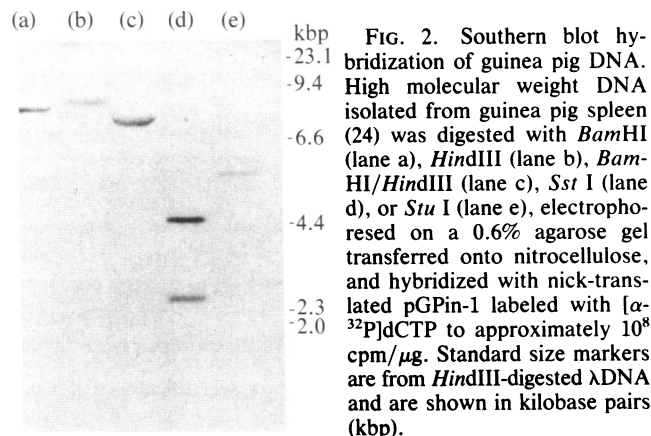 (a) (b) (c) (d) (e)
kbp
-23.1
-9.4
-6.6
-4.4
-2.3
-2.0
FIG. 2. Southern blot hy-
bridization of guinea pig DNA.
High molecular weight DNA
isolated from guinea pig spleen
(24) was digested with BamHI
(lane a), HindIII (lane b), Bam-
HI/HindIII (lane c), Sst I (lane
d), or Stu I (lane e), electropho-
resed on a 0.6% agarose gel
transferred onto nitrocellulose,
and hybridized with nick-trans-
lated pGPin-1 labeled with [α-
³²P]dCTP to approximately 10⁸
cpm/μg. Standard size markers
are from HindIII-digested λDNA
and are shown in kilobase pairs
(kbp).